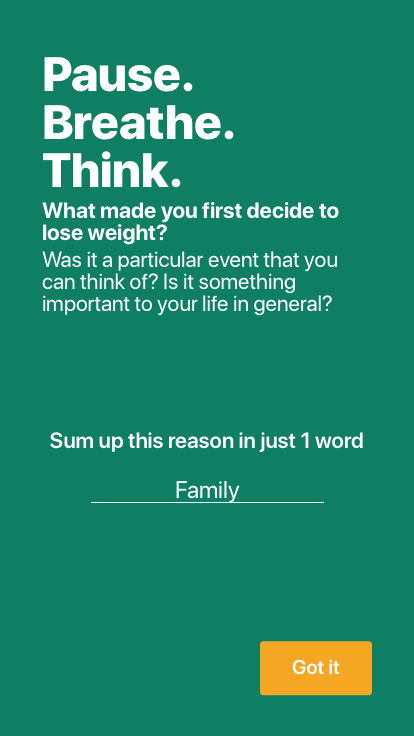 Pause.
Breathe.
Think.
What made you first decide to
lose weight?
Was it a particular event that you
can think of? Is it something
important to your life in general?
Sum up this reason in just 1 word
Family
Got it